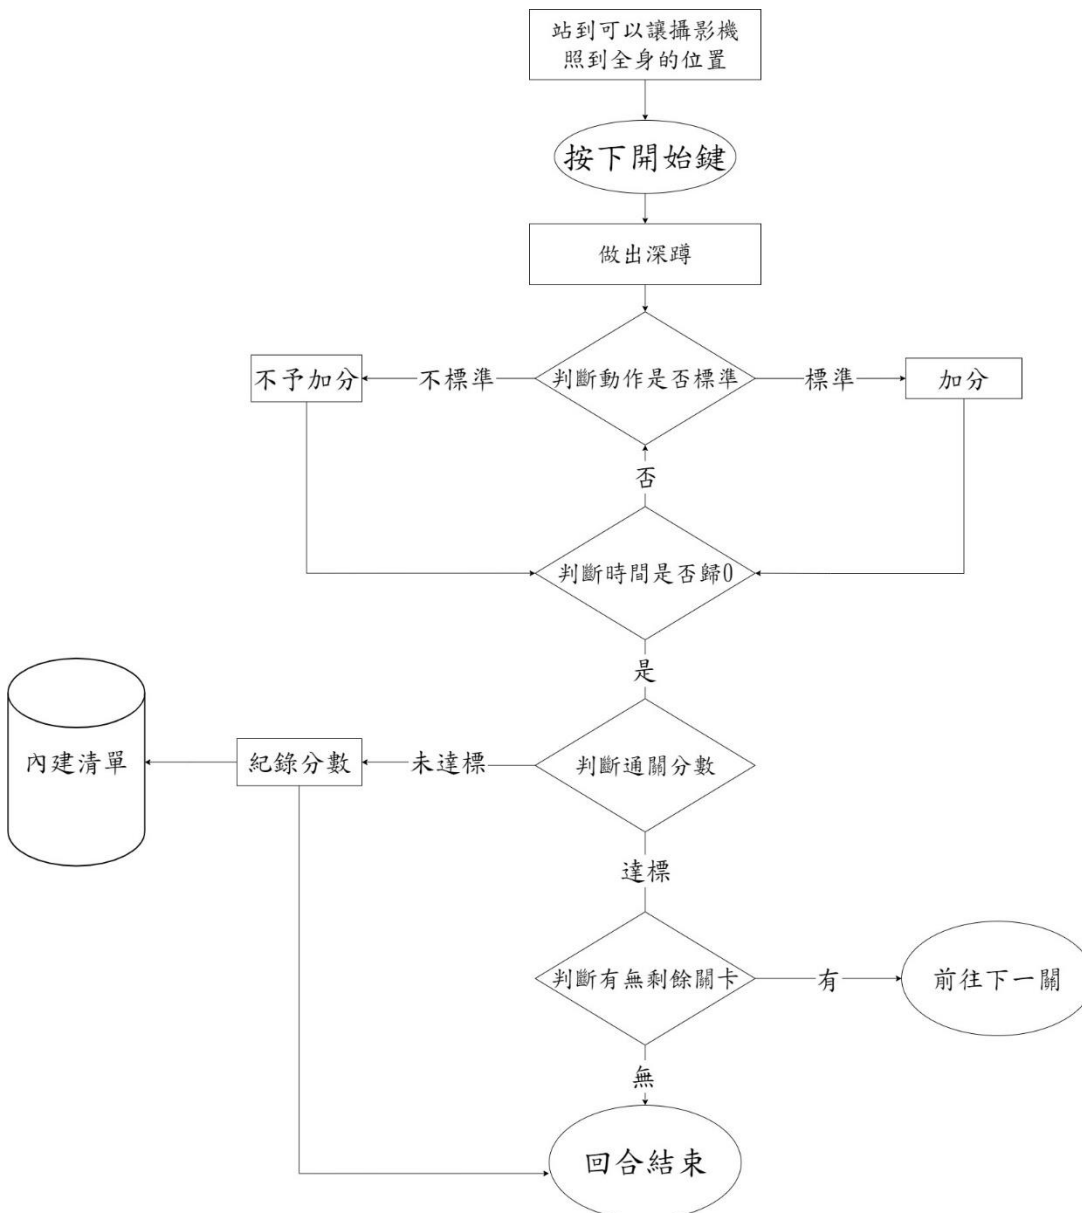 站到可以讓攝影機
照到全身的位置
按下開始鍵
做出深蹲
不予加分
不標準
判斷動作是否標準
標準
加分
否
判斷時間是否歸0
是
內建清單
紀錄分數
未達標
判斷通關分數
達標
判斷有無剩餘關卡
有
前往下一關
無
回合結束